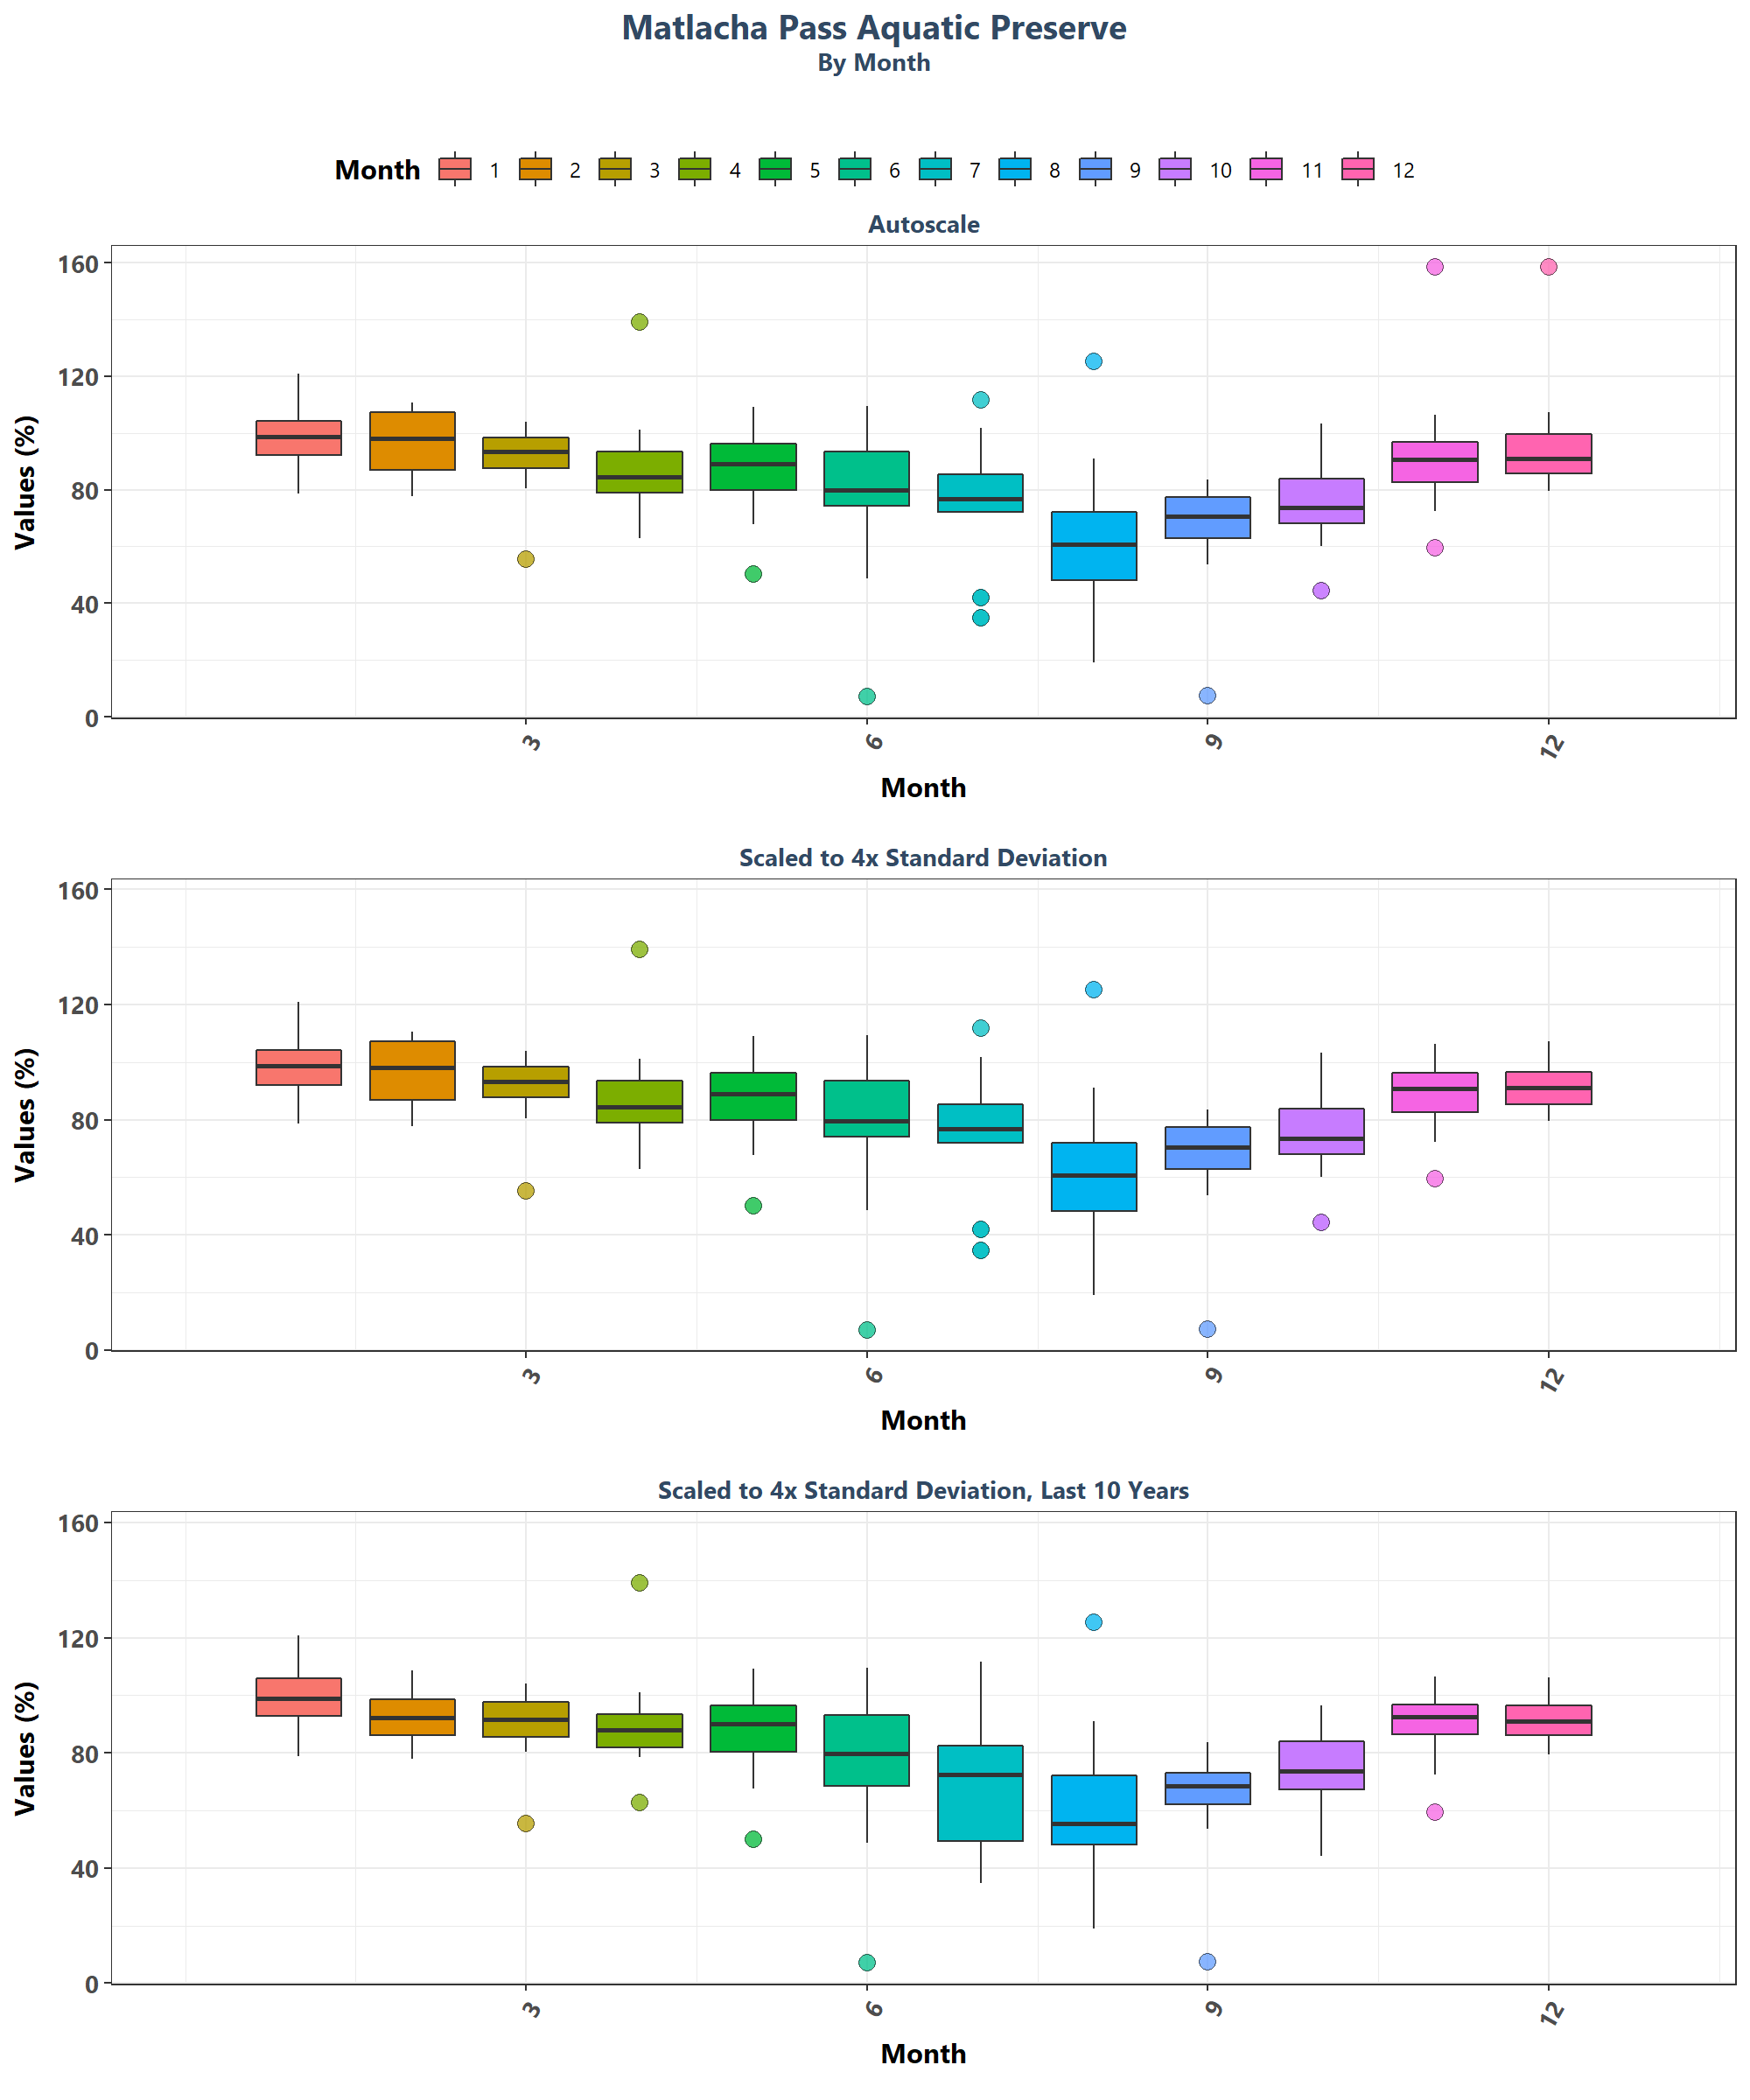 Matlacha Pass Aquatic Preserve
By Month
Month 1 2 3 4 5 6 7 8 9 10 11 12
Autoscale
Values (%)
160
120
80
40
0
3 6 9 12
Month
Scaled to 4x Standard Deviation
Values (%)
160
120
80
40
0
3 6 9 12
Month
Scaled to 4x Standard Deviation, Last 10 Years
Values (%)
160
120
80
40
0
3 6 9 12
Month